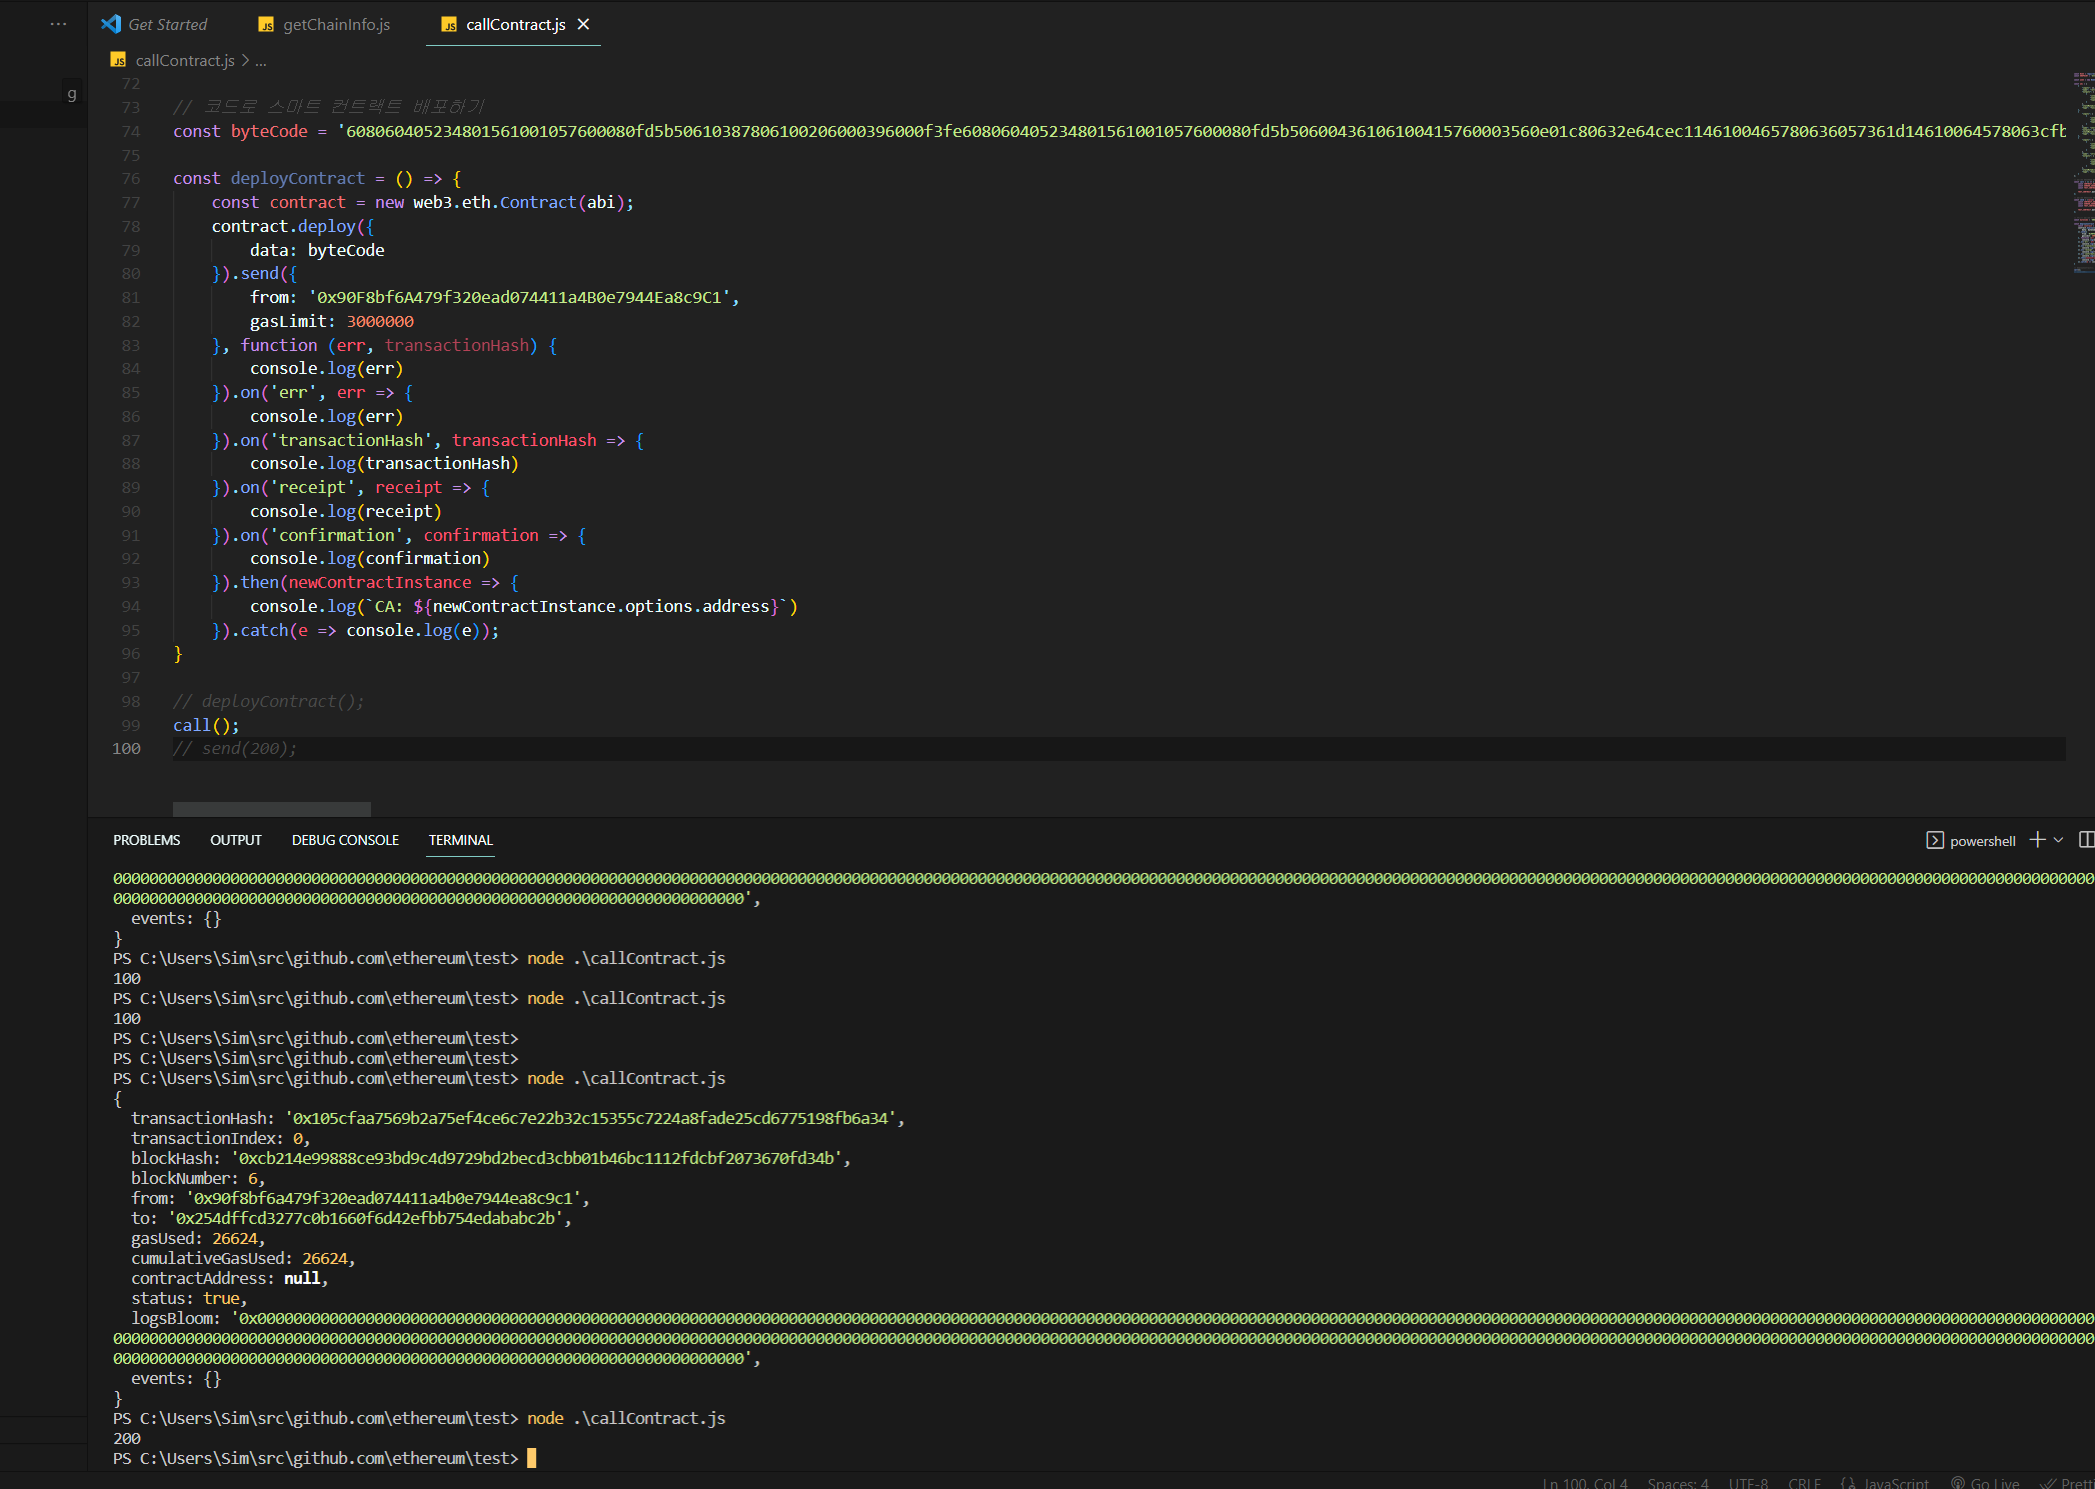 Get Started
getChainInfo.js
callContract.js
callContract.js > ...
g
72
73 // 코드로 스마트 컨트랙트 배포하기
74 const byteCode = '608060405234801561001057600080fd5b50610387806100206000396000f3fe608060405234801561001057600080fd5b50600436106100415760003560e01c80632e64cec1146100465780636057361d14610064578063cfb
75
76 const deployContract = () => {
77 const contract = new web3.eth.Contract(abi);
78 contract.deploy({
79 data: byteCode
80 }).send({
81 from: '0x90F8bf6A479f320ead074411a4B0e7944Ea8c9C1',
82 gasLimit: 3000000
83 }, function (err, transactionHash) {
84 console.log(err)
85 }).on('err', err => {
86 console.log(err)
87 }).on('transactionHash', transactionHash => {
88 console.log(transactionHash)
89 }).on('receipt', receipt => {
90 console.log(receipt)
91 }).on('confirmation', confirmation => {
92 console.log(confirmation)
93 }).then(newContractInstance => {
94 console.log(`CA: ${newContractInstance.options.address}`)
95 }).catch(e => console.log(e));
96 }
97
98 // deployContract();
99 call();
100 // send(200);
PROBLEMS OUTPUT DEBUG CONSOLE TERMINAL
powershell
events: {}
}
PS C:\Users\Sim\src\github.com\ethereum\test> node .\callContract.js
100
PS C:\Users\Sim\src\github.com\ethereum\test> node .\callContract.js
100
PS C:\Users\Sim\src\github.com\ethereum\test>
PS C:\Users\Sim\src\github.com\ethereum\test>
PS C:\Users\Sim\src\github.com\ethereum\test> node .\callContract.js
{
transactionHash: '0x105cfaa7569b2a75ef4ce6c7e22b32c15355c7224a8fade25cd6775198fb6a34',
transactionIndex: 0,
blockHash: '0xcb214e99888ce93bd9c4d9729bd2becd3cbb01b46bc1112fdcbf2073670fd34b',
blockNumber: 6,
from: '0x90f8bf6a479f320ead074411a4b0e7944ea8c9c1',
to: '0x254dffcd3277c0b1660f6d42efbb754edababc2b',
gasUsed: 26624,
cumulativeGasUsed: 26624,
contractAddress: null,
status: true,
logsBloom:
events: {}
}
PS C:\Users\Sim\src\github.com\ethereum\test> node .\callContract.js
200
PS C:\Users\Sim\src\github.com\ethereum\test>
Ln 100, Col 4 Spaces: 4 UTF-8 CRLF {} JavaScript Go Live